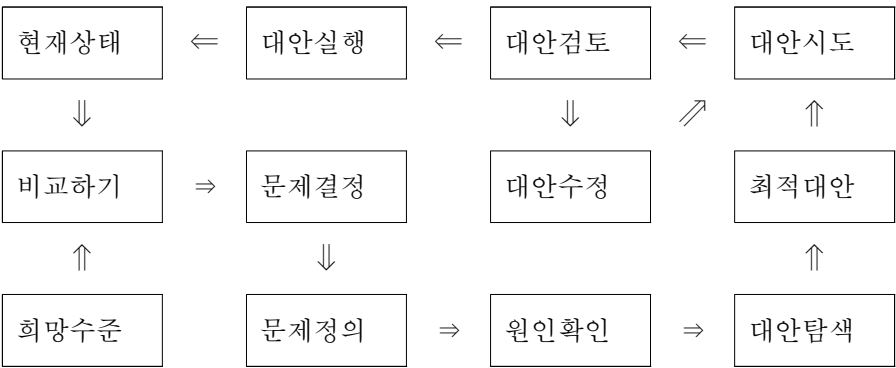 현재상태 ⇐ 대안실행 ⇐ 대안검토 ⇐ 대안시도
⇓ ⇓ ⇗ ⇑
비교하기 ⇒ 문제결정 대안수정 최적대안
⇑ ⇓ ⇑
희망수준 문제정의 ⇒ 원인확인 ⇒ 대안탐색